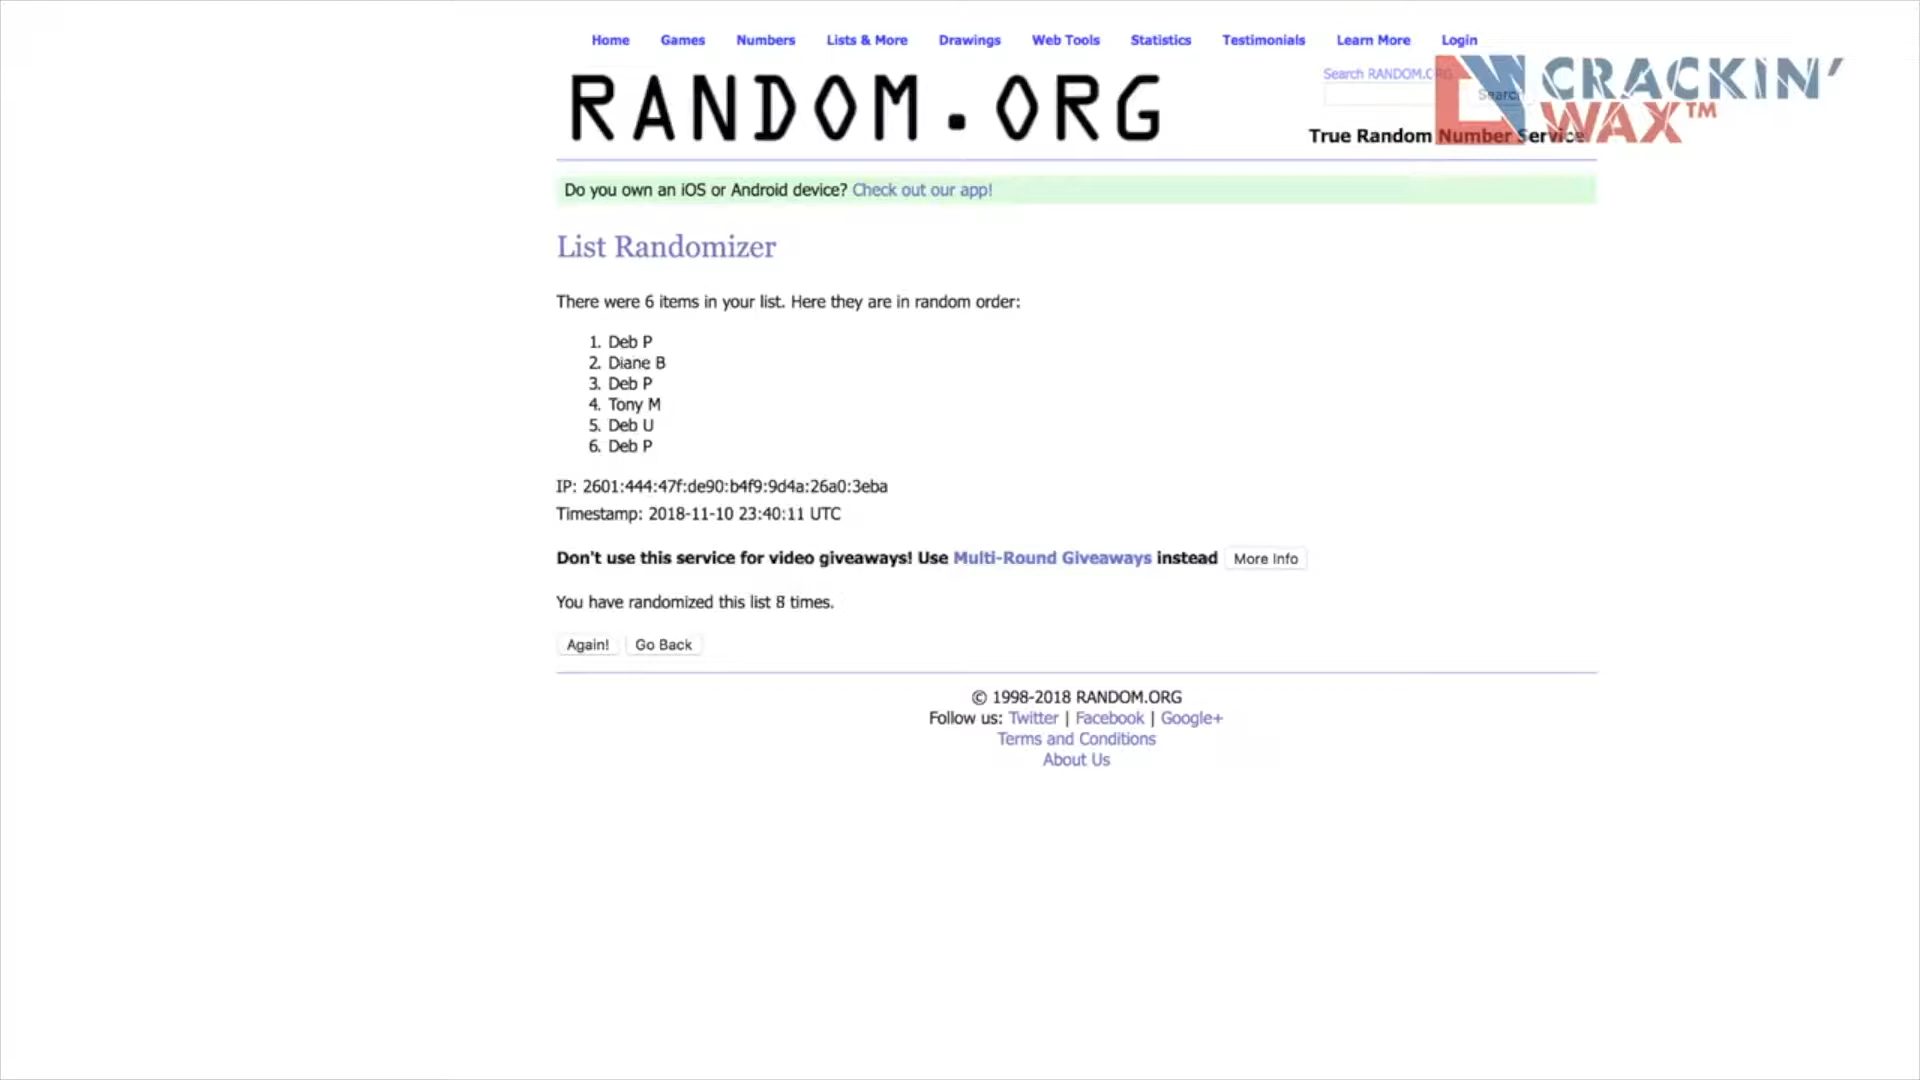 Home Games Numbers Lists & More Drawings Web Tools Statistics Testimonials Learn More Login
RANDOM.ORG
Search RANDOM.ORG
Search
True Random Number Service
CRACKIN'
WAX™
Do you own an iOS or Android device? Check out our app!
List Randomizer
There were 6 items in your list. Here they are in random order:
1. Deb P
2. Diane B
3. Deb P
4. Tony M
5. Deb U
6. Deb P
IP: 2601:444:47f:de90:b4f9:9d4a:26a0:3eba
Timestamp: 2018-11-10 23:40:11 UTC
Don't use this service for video giveaways! Use Multi-Round Giveaways instead More Info
You have randomized this list 8 times.
Again! Go Back
© 1998-2018 RANDOM.ORG
Follow us: Twitter | Facebook | Google+
Terms and Conditions
About Us